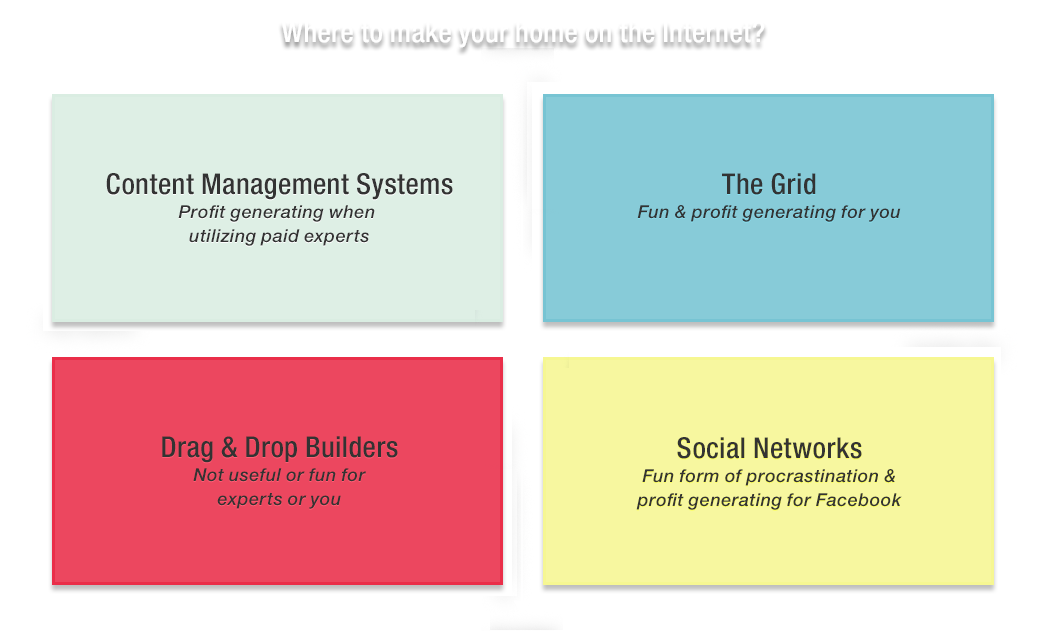 Where to make your home on the Internet?
Content Management Systems
Profit generating when
utilizing paid experts
The Grid
Fun & profit generating for you
Drag & Drop Builders
Not useful or fun for
experts or you
Social Networks
Fun form of procrastination &
profit generating for Facebook